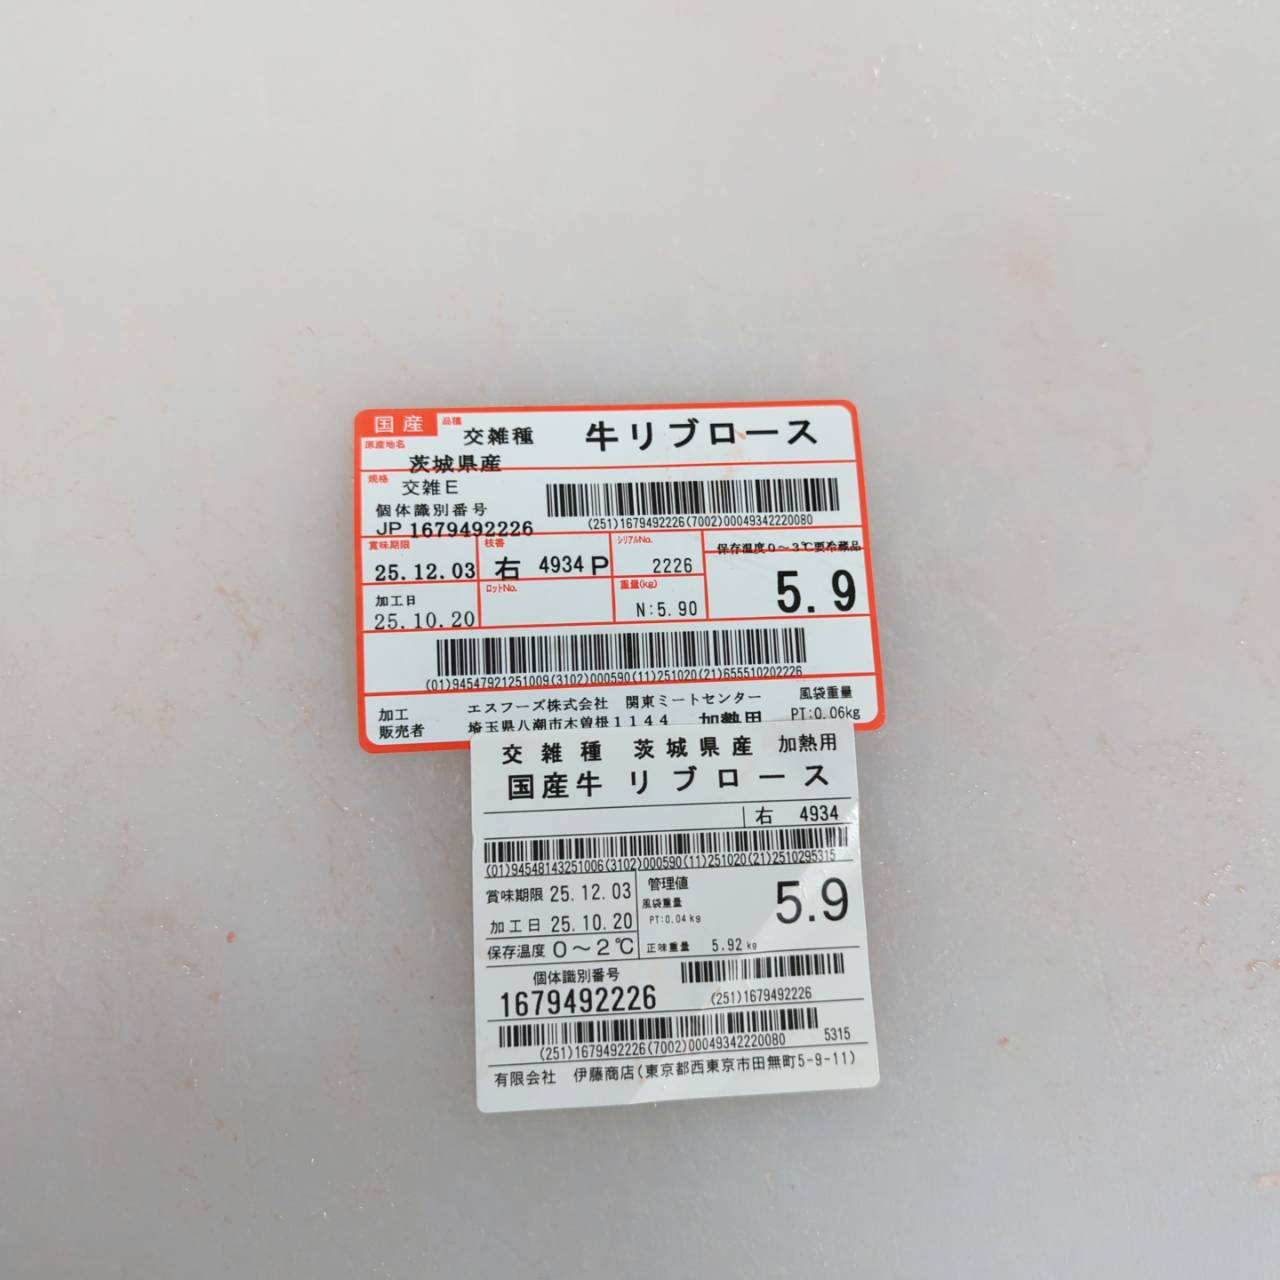 国産 品種 交雑種 牛リブロース
原産地名 茨城県産
規格 交雑E
個体識別番号
JP 1679492226
(251)1679492226(7002)00049342220080
賞味期限 25.12.03
枝番 右 4934 P
シリアルNo. 2226
保存温度0～3℃要冷蔵品
5.9
加工日 25.10.20
ロットNo.
重量(kg) N:5.90
(01)94547921251009(3102)000590(11)251020(21)655510202226
加工 販売者
エスフーズ株式会社 関東ミートセンター
埼玉県八潮市木曽根1144 加熱用
風袋重量
PT:0.06kg
交雑種 茨城県産 加熱用
国産牛 リブロース
右 4934
(01)94548143251006(3102)000590(11)251020(21)2510295315
賞味期限 25.12.03
加工日 25.10.20
保存温度 0～2℃
管理値
風袋重量
PT:0.04kg
5.9
正味重量 5.92kg
個体識別番号
1679492226
(251)1679492226
(251)1679492226(7002)00049342220080
5315
有限会社 伊藤商店(東京都西東京市田無町5-9-11)